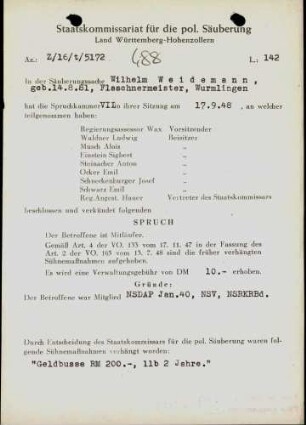 Staatskommissariat für die pol. Säuberung
Land Württemberg-Hohenzollern
Az.: Z/16/t/5172 488 L: 142
In der Säuberungssache Wilhelm Weidemann,
geb.14.8.61, Flaschnermeister, Wurmlingen
hat die Spruchkammer VII in ihrer Sitzung am 17.9.48 , an welcher
teilgenommen haben:
Regierungsassessor Wax Vorsitzender
Waldner Ludwig Beisitzer
Munch Alois „
Einstein Sigbert „
Steinacher Anton „
Osker Emil „
Schneckenburger Josef „
Schwarz Emil „
Reg.Augest. Hauer Vertreter des Staatskommissars
beschlossen und verkündet folgenden
SPRUCH
Der Betroffene ist Mitläufer.
Gemäß Art. 4 der VO. 133 vom 17. 11. 47 in der Fassung des
Art. 2 der VO. 165 vom 13. 7. 48 sind die früher verhängten
Sühnemaßnahmen aufgehoben.
Es wird eine Verwaltungsgebühr von DM 10.- erhoben.
Gründe:
Der Betroffene war Mitglied NSDAP Jan.40, NSV, NSRKRBd.
Durch Entscheidung des Staatskommissars für die pol. Säuberung waren fol-
gende Sühnemaßnahmen verhängt worden:
"Geldbusse RM 200.-, 11b 2 Jahre."